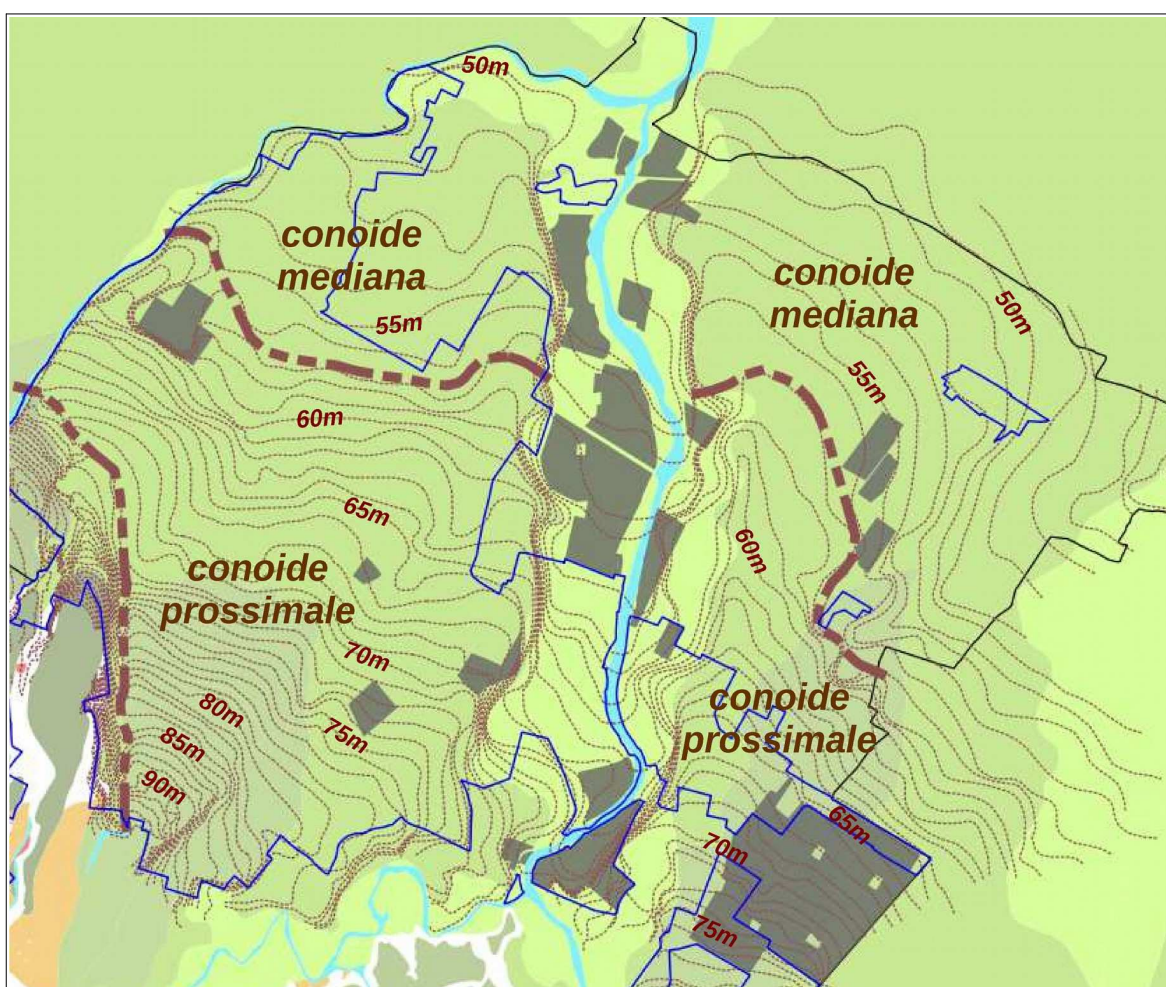 50m
conoide
mediana
conoide
mediana
50m
55m
55m
60m
65m
60m
conoide
prossimale
70m
conoide
prossimale
80m
75m
85m
90m
65m
70m
75m